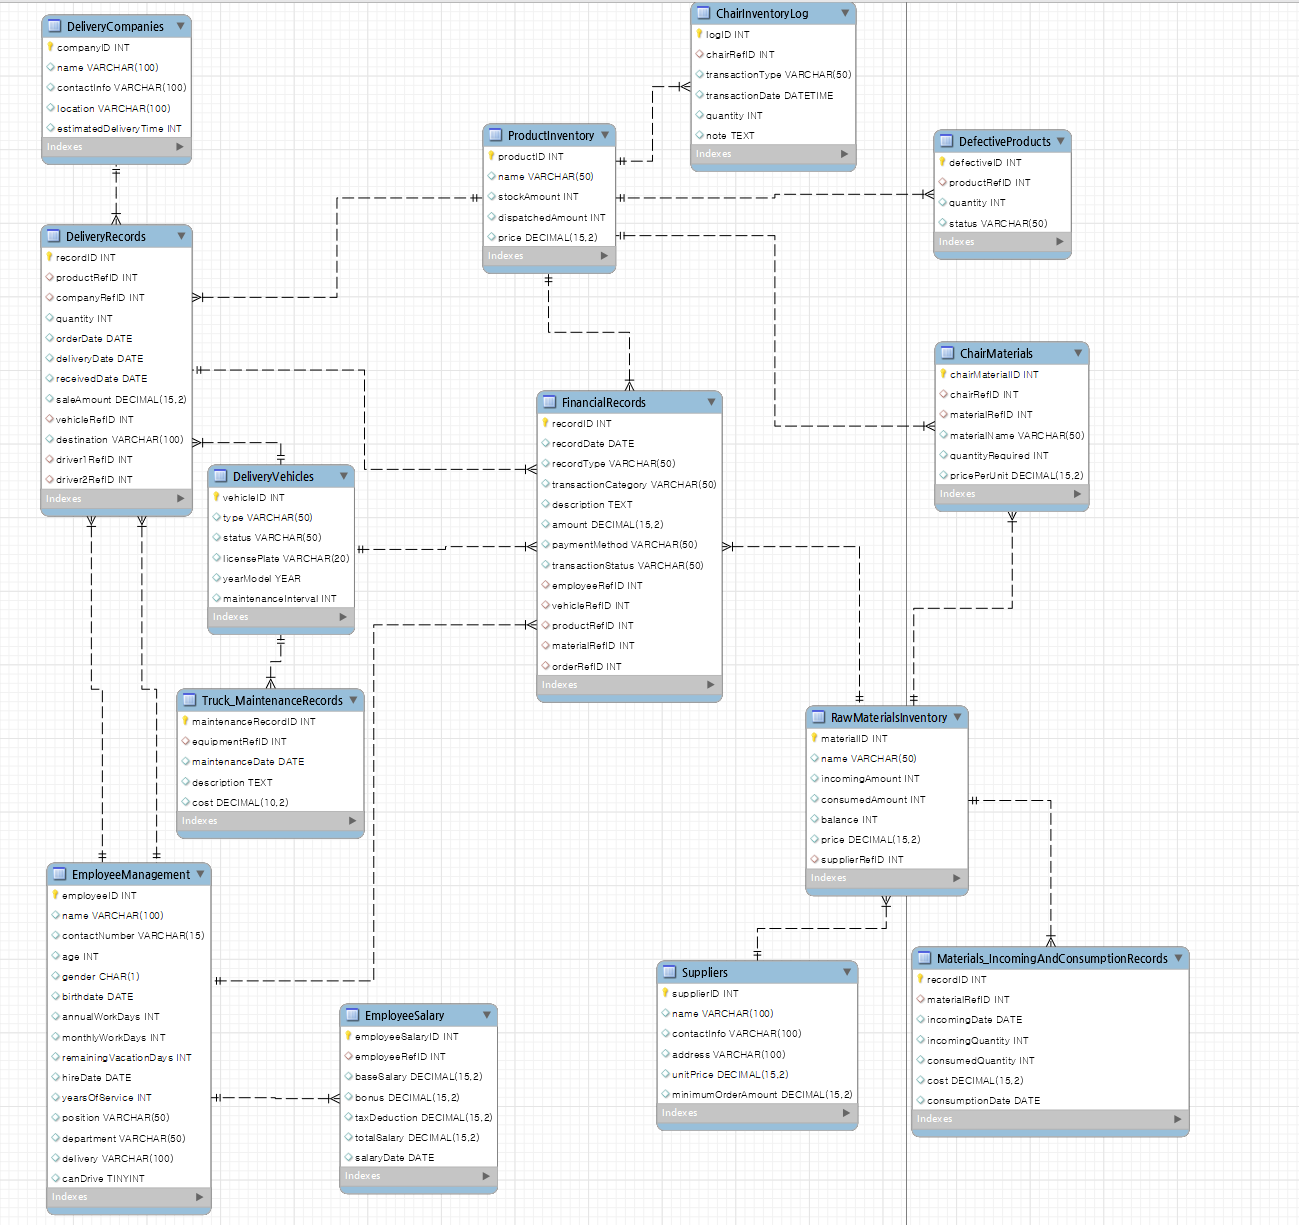 DeliveryCompanies
companyID INT
name VARCHAR(100)
contactInfo VARCHAR(100)
location VARCHAR(100)
estimatedDeliveryTime INT
Indexes
ChairInventoryLog
logID INT
chairRefID INT
transactionType VARCHAR(50)
transactionDate DATETIME
quantity INT
note TEXT
Indexes
ProductInventory
productID INT
name VARCHAR(50)
stockAmount INT
dispatchedAmount INT
price DECIMAL(15,2)
Indexes
DefectiveProducts
defectiveID INT
productRefID INT
quantity INT
status VARCHAR(50)
Indexes
DeliveryRecords
recordID INT
productRefID INT
companyRefID INT
quantity INT
orderDate DATE
deliveryDate DATE
receivedDate DATE
saleAmount DECIMAL(15,2)
vehicleRefID INT
destination VARCHAR(100)
driver1RefID INT
driver2RefID INT
Indexes
ChairMaterials
chairMaterialID INT
chairRefID INT
materialRefID INT
materialName VARCHAR(50)
quantityRequired INT
pricePerUnit DECIMAL(15,2)
Indexes
FinancialRecords
recordID INT
recordDate DATE
recordType VARCHAR(50)
transactionCategory VARCHAR(50)
description TEXT
amount DECIMAL(15,2)
paymentMethod VARCHAR(50)
transactionStatus VARCHAR(50)
employeeRefID INT
vehicleRefID INT
productRefID INT
materialRefID INT
orderRefID INT
Indexes
DeliveryVehicles
vehicleID INT
type VARCHAR(50)
status VARCHAR(50)
licensePlate VARCHAR(20)
yearModel YEAR
maintenanceInterval INT
Indexes
Truck_MaintenanceRecords
maintenanceRecordID INT
equipmentRefID INT
maintenanceDate DATE
description TEXT
cost DECIMAL(10,2)
Indexes
RawMaterialsInventory
materialID INT
name VARCHAR(50)
incomingAmount INT
consumedAmount INT
balance INT
price DECIMAL(15,2)
supplierRefID INT
Indexes
EmployeeManagement
employeeID INT
name VARCHAR(100)
contactNumber VARCHAR(15)
age INT
gender CHAR(1)
birthdate DATE
annualWorkDays INT
monthlyWorkDays INT
remainingVacationDays INT
hireDate DATE
yearsOfService INT
position VARCHAR(50)
department VARCHAR(50)
delivery VARCHAR(100)
canDrive TINYINT
Indexes
EmployeeSalary
employeeSalaryID INT
employeeRefID INT
baseSalary DECIMAL(15,2)
bonus DECIMAL(15,2)
taxDeduction DECIMAL(15,2)
totalSalary DECIMAL(15,2)
salaryDate DATE
Indexes
Suppliers
supplierID INT
name VARCHAR(100)
contactInfo VARCHAR(100)
address VARCHAR(100)
unitPrice DECIMAL(15,2)
minimumOrderAmount DECIMAL(15,2)
Indexes
Materials_IncomingAndConsumptionRecords
recordID INT
materialRefID INT
incomingDate DATE
incomingQuantity INT
consumedQuantity INT
cost DECIMAL(15,2)
consumptionDate DATE
Indexes